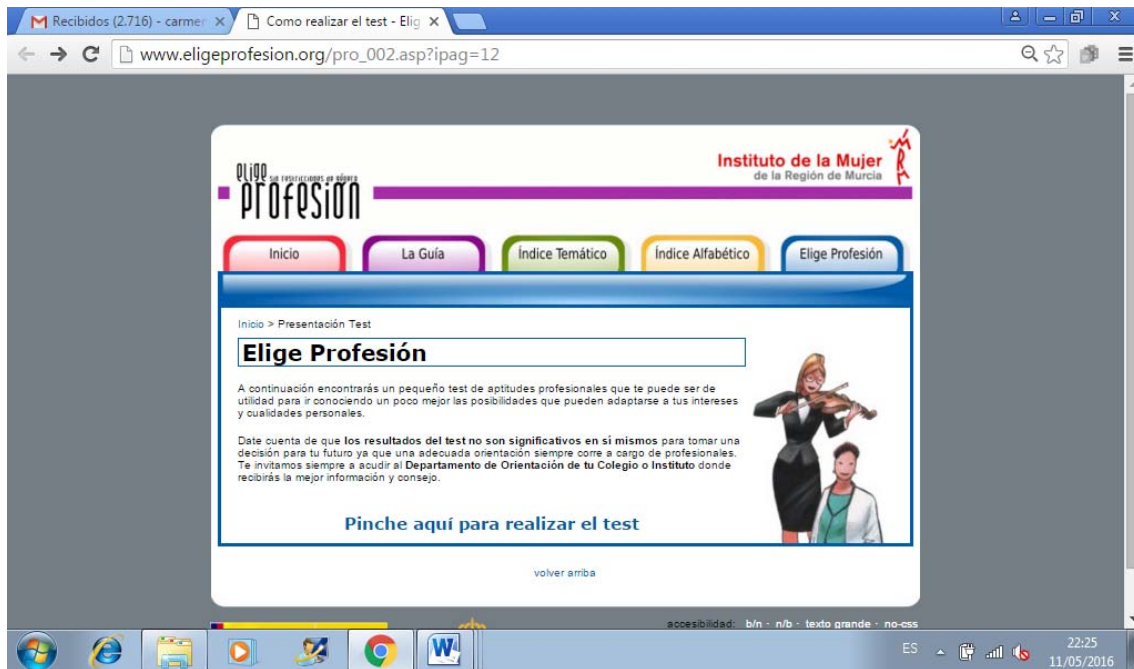 Recibidos (2.716) - carmer
Como realizar el test - Elig
www.eligeprofesion.org/pro_002.asp?ipag=12
elige sin restricciones de género
profesión
Instituto de la Mujer
de la Región de Murcia
Inicio
La Guía
Índice Temático
Índice Alfabético
Elige Profesión
Inicio > Presentación Test
Elige Profesión
A continuación encontrarás un pequeño test de aptitudes profesionales que te puede ser de
utilidad para ir conociendo un poco mejor las posibilidades que pueden adaptarse a tus intereses
y cualidades personales.
Date cuenta de que los resultados del test no son significativos en sí mismos para tomar una
decisión para tu futuro ya que una adecuada orientación siempre corre a cargo de profesionales.
Te invitamos siempre a acudir al Departamento de Orientación de tu Colegio o Instituto donde
recibirás la mejor información y consejo.
Pinche aquí para realizar el test
volver arriba
accesibilidad: b/n - n/b - texto grande - no-css
ES
22:25
11/05/2016